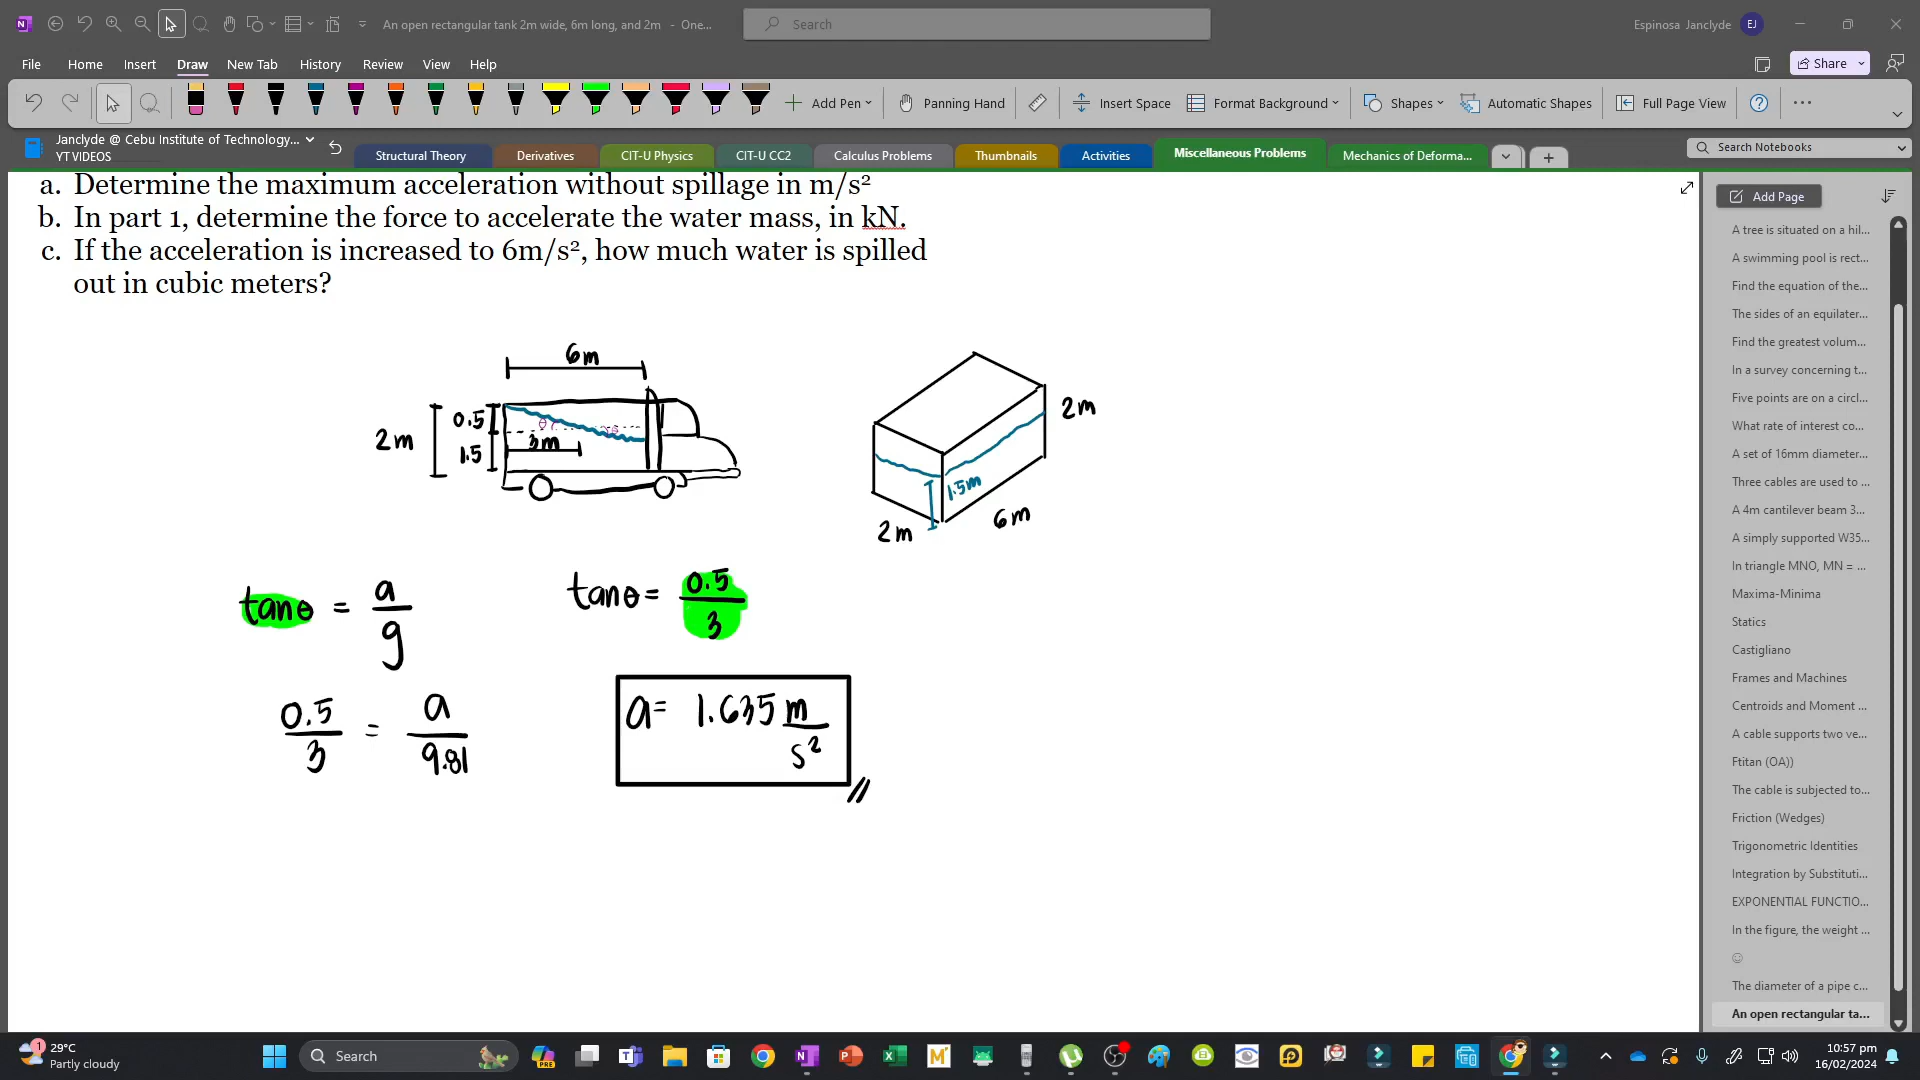 An open rectangular tank 2m wide, 6m long, and 2m - One...
Search
Espinosa Janclyde
EJ
File Home Insert Draw New Tab History Review View Help
Share
Add Pen
Panning Hand
Insert Space
Format Background
Shapes
Automatic Shapes
Full Page View
Janclyde @ Cebu Institute of Technology...
YT VIDEOS
Structural Theory
Derivatives
CIT-U Physics
CIT-U CC2
Calculus Problems
Thumbnails
Activities
Miscellaneous Problems
Mechanics of Deforma...
Search Notebooks
a. Determine the maximum acceleration without spillage in m/s²
b. In part 1, determine the force to accelerate the water mass, in kN.
c. If the acceleration is increased to 6m/s², how much water is spilled
out in cubic meters?
6m
2m
0.5
1.5
θ
θ
3m
2m
1.5m
2m
6m
tanθ = a/g
tanθ = 0.5/3
0.5/3 = a/9.81
a = 1.635 m/s²
Add Page
A tree is situated on a hil...
A swimming pool is rect...
Find the equation of the...
The sides of an equilater...
Find the greatest volum...
In a survey concerning t...
Five points are on a circl...
What rate of interest co...
A set of 16mm diameter...
Three cables are used to ...
A 4m cantilever beam 3...
A simply supported W35...
In triangle MNO, MN = ...
Maxima-Minima
Statics
Castigliano
Frames and Machines
Centroids and Moment ...
A cable supports two ve...
Ftitan (OA))
The cable is subjected to...
Friction (Wedges)
Trigonometric Identities
Integration by Substituti...
EXPONENTIAL FUNCTIO...
In the figure, the weight ...
The diameter of a pipe c...
An open rectangular ta...
1
29°C
Partly cloudy
Search
PRE
10:57 pm
16/02/2024